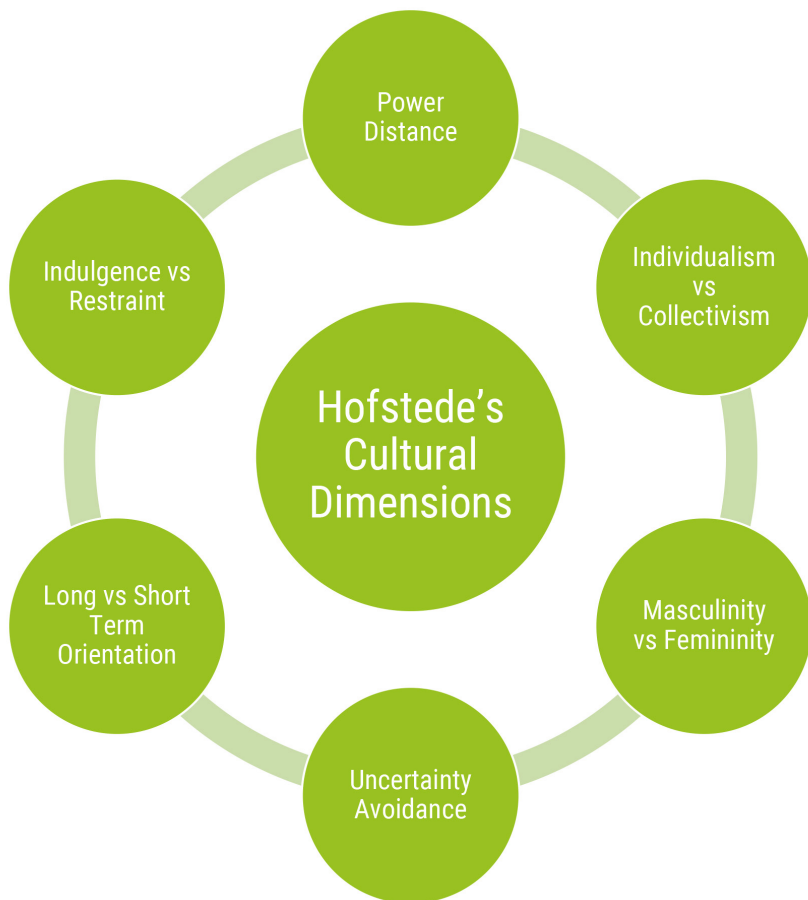 Power
Distance
Individualism
vs
Collectivism
Masculinity
vs Femininity
Uncertainty
Avoidance
Long vs Short
Term
Orientation
Indulgence vs
Restraint
Hofstede’s
Cultural
Dimensions